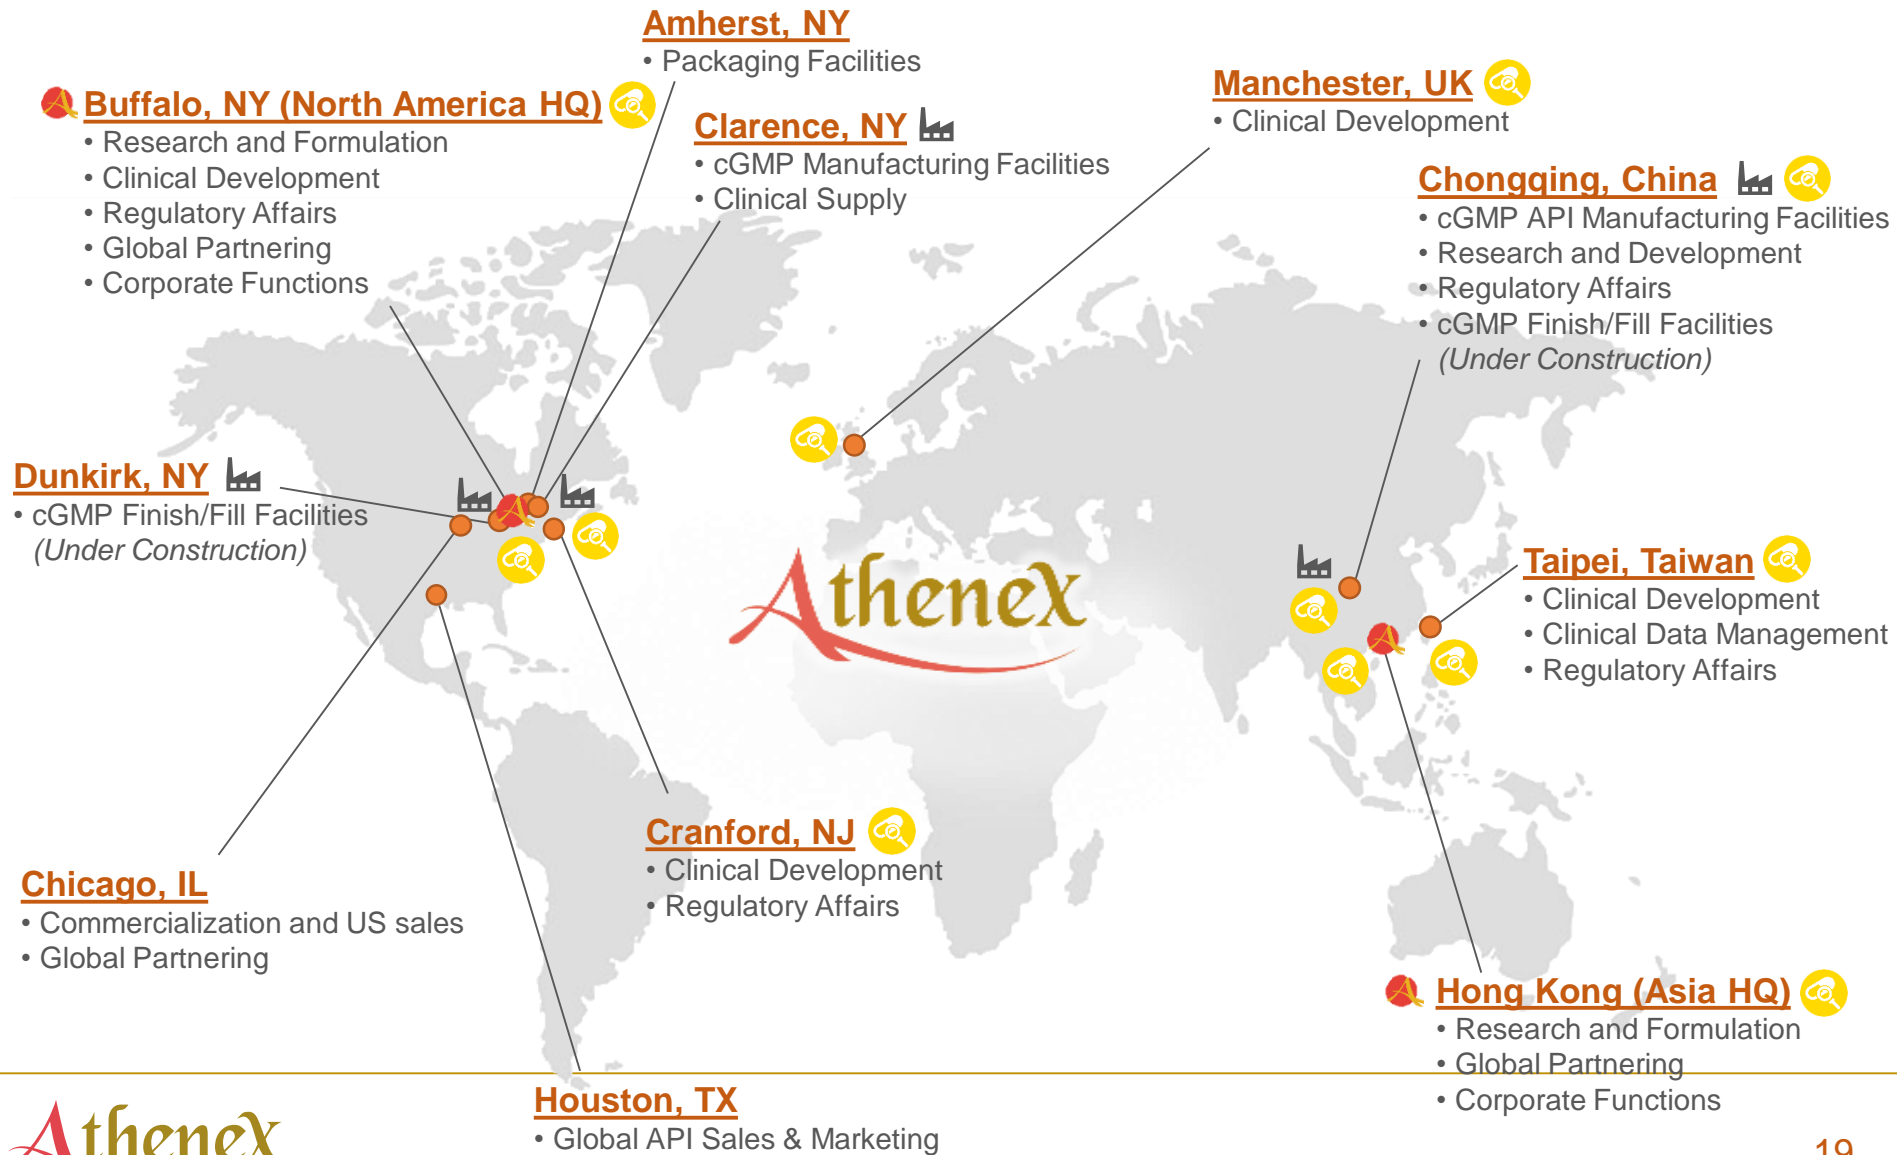 Amherst, NY
• Packaging Facilities
Buffalo, NY (North America HQ)
• Research and Formulation
• Clinical Development
• Regulatory Affairs
• Global Partnering
• Corporate Functions
Clarence, NY
• cGMP Manufacturing Facilities
• Clinical Supply
Manchester, UK
• Clinical Development
Chongqing, China
• cGMP API Manufacturing Facilities
• Research and Development
• Regulatory Affairs
• cGMP Finish/Fill Facilities
(Under Construction)
Dunkirk, NY
• cGMP Finish/Fill Facilities
(Under Construction)
Athenex
Taipei, Taiwan
• Clinical Development
• Clinical Data Management
• Regulatory Affairs
Cranford, NJ
• Clinical Development
• Regulatory Affairs
Chicago, IL
• Commercialization and US sales
• Global Partnering
Hong Kong (Asia HQ)
• Research and Formulation
• Global Partnering
• Corporate Functions
Houston, TX
• Global API Sales & Marketing
Athenex
19